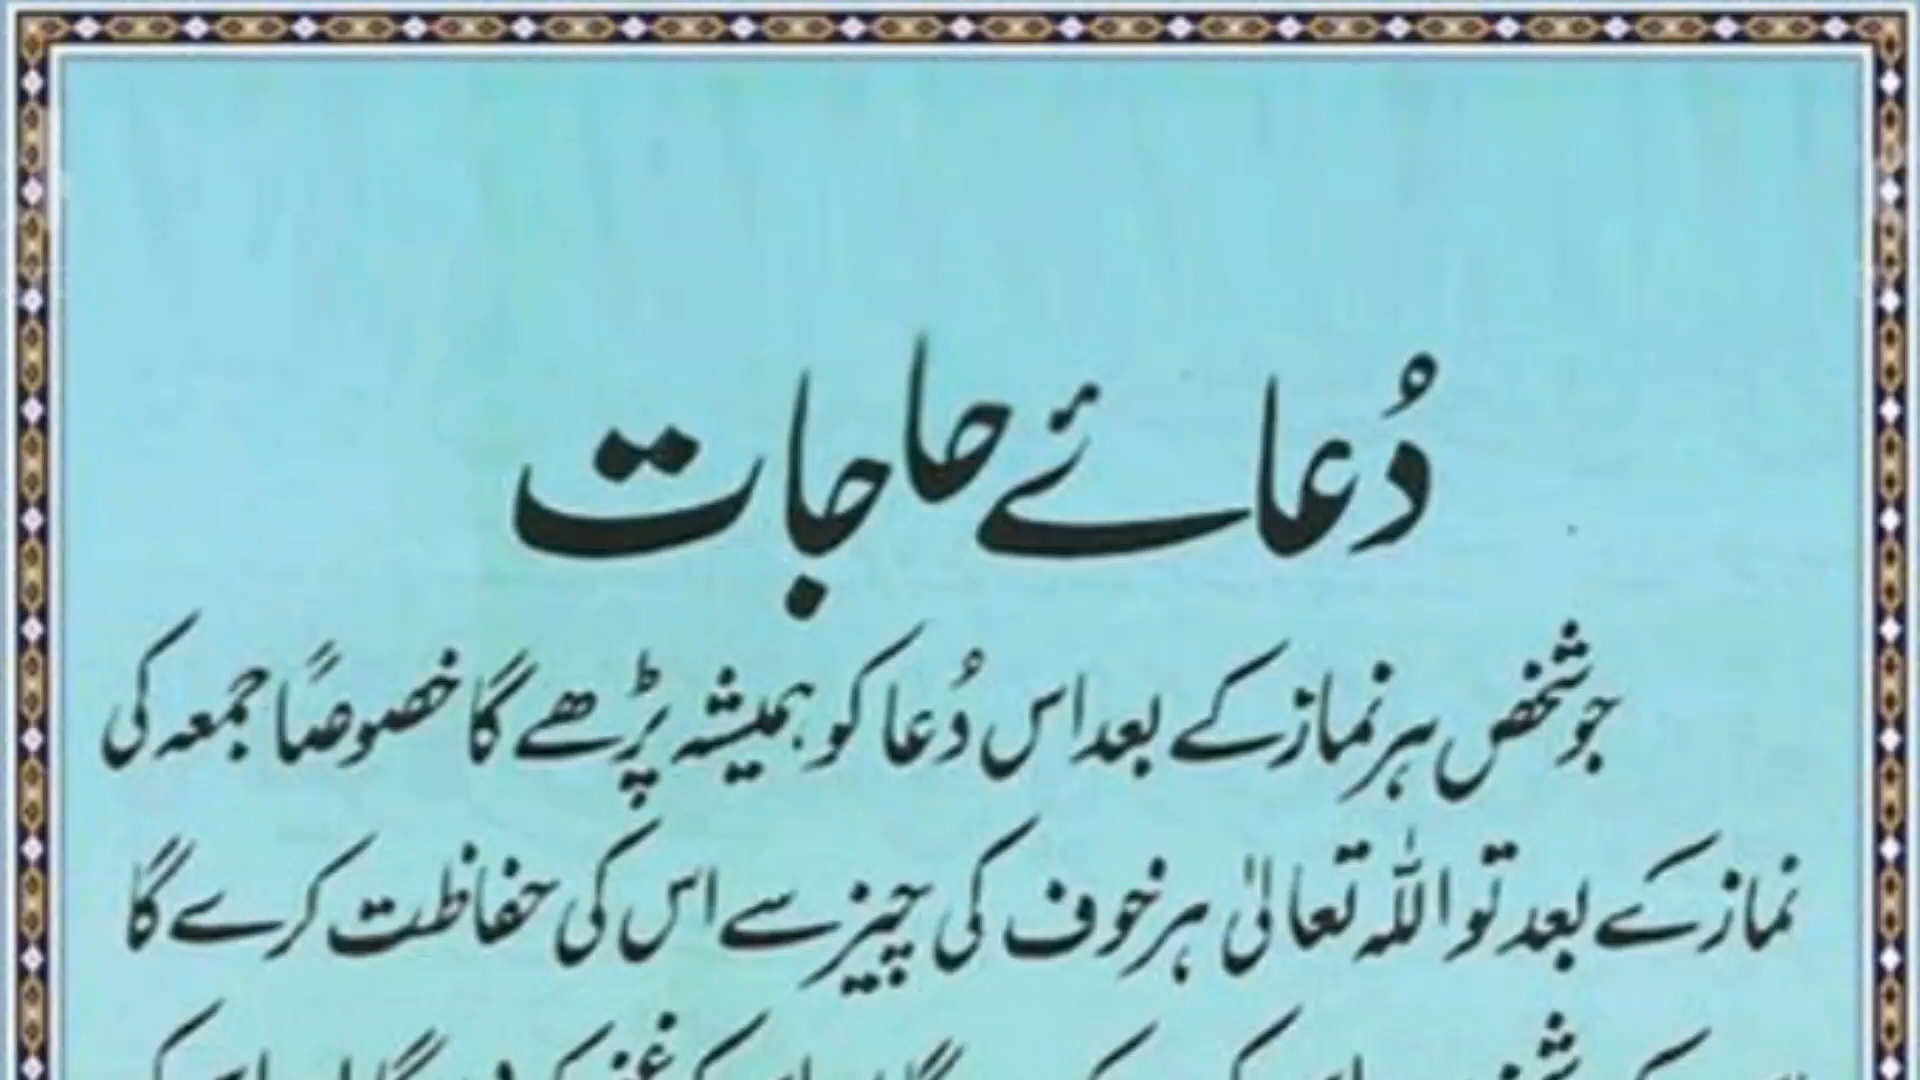 دُعائے حاجات
جو شخص ہر نماز کے بعد اس دُعا کو ہمیشہ پڑھے گا خصوصاً جمعہ کی
نماز کے بعد تو اللہ تعالیٰ ہر خوف کی چیز سے اس کی حفاظت کرے گا